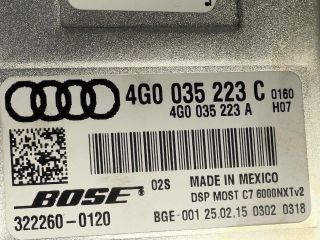 4G0 035 223 C 0160
4G0 035 223 A H07
02S MADE IN MEXICO
BOSE DSP MOST C7 6000NXTv2
322260-0120 BGE-001 25.02.15 0302 0318